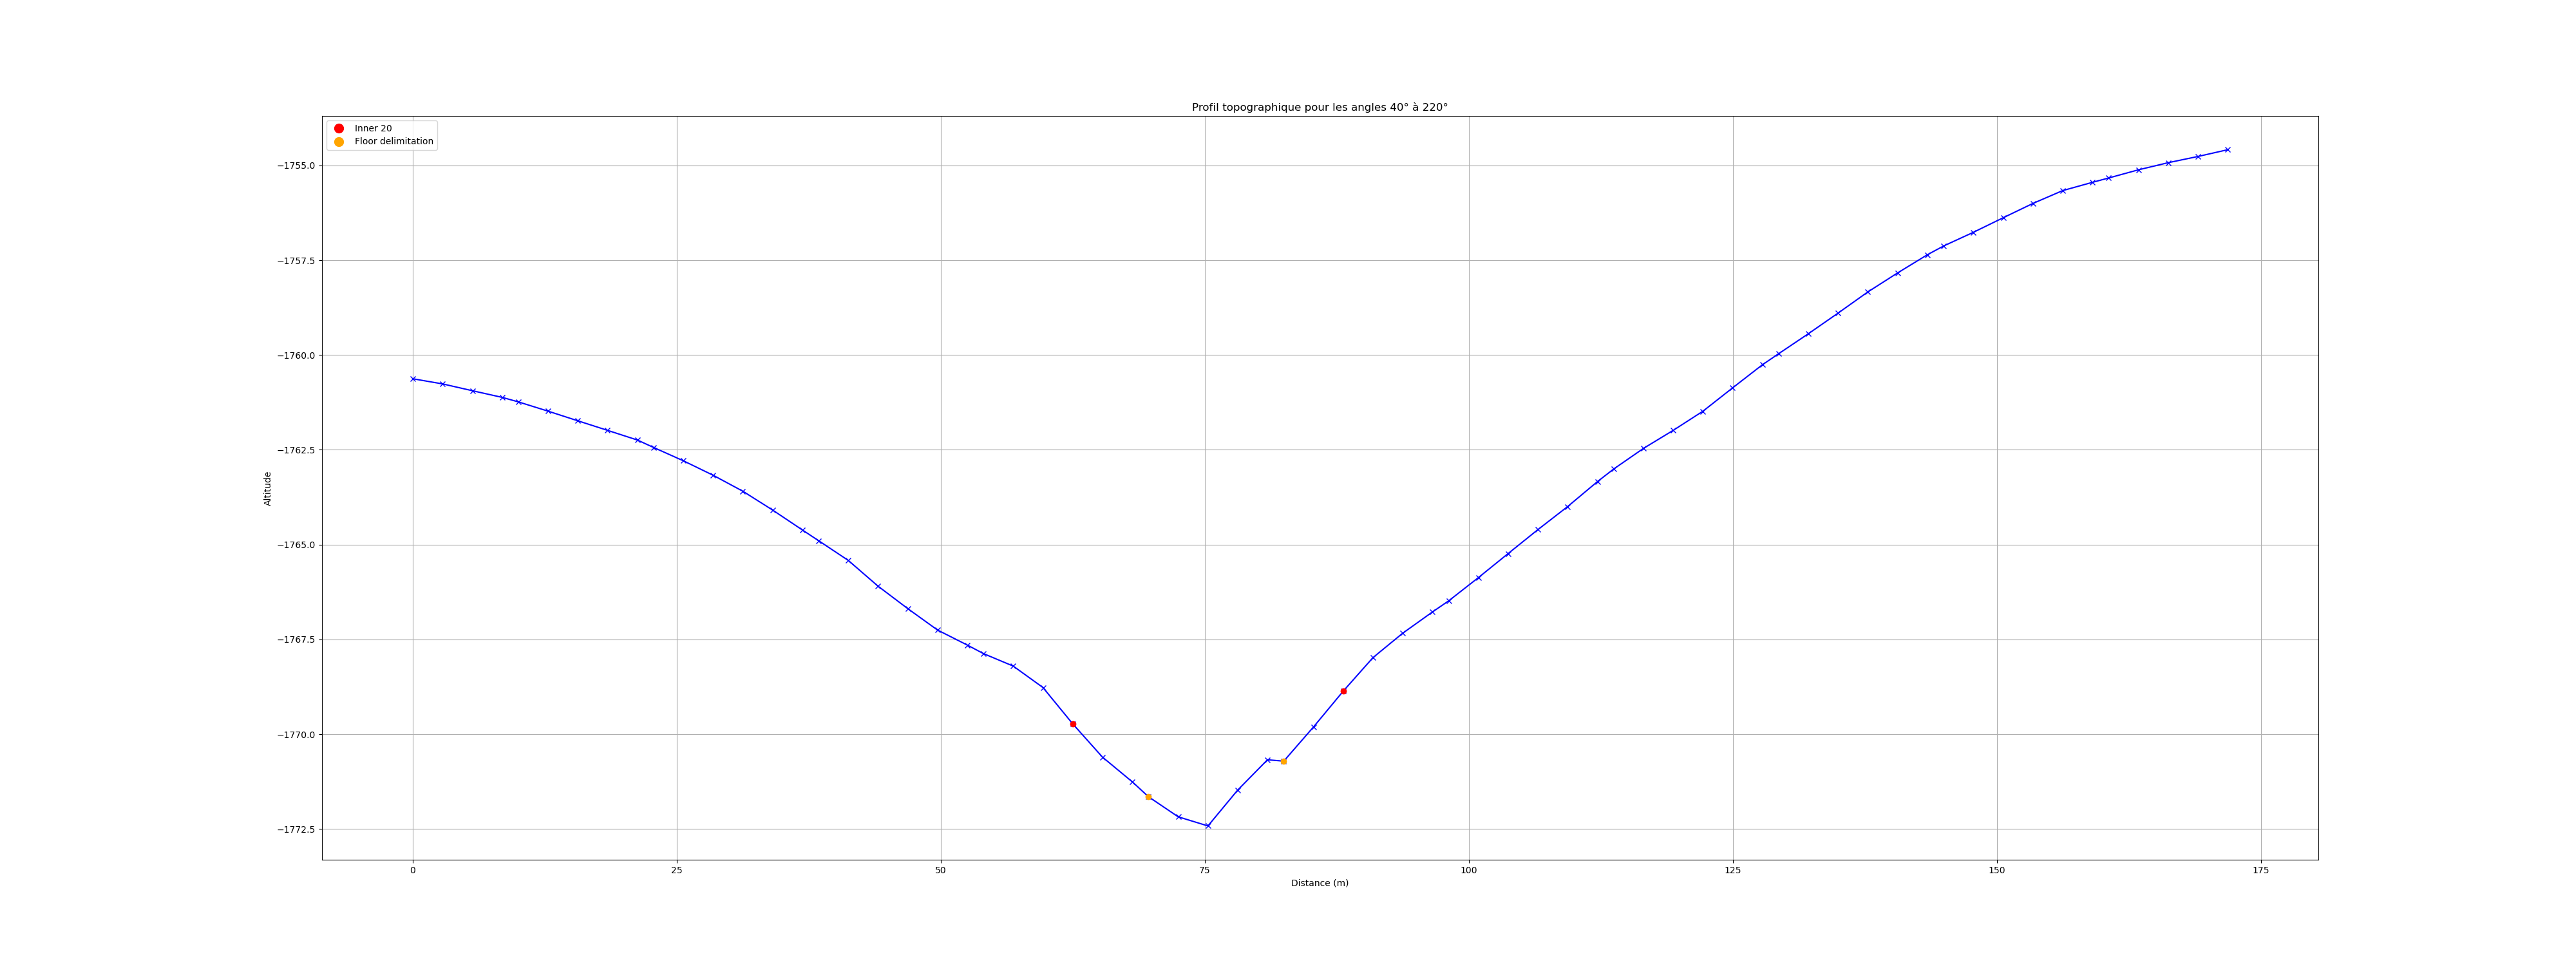 Profil topographique pour les angles 40° à 220°
Inner 20
Floor delimitation
−1755.0
−1757.5
−1760.0
−1762.5
−1765.0
−1767.5
−1770.0
−1772.5
Altitude
0 25 50 75 100 125 150 175
Distance (m)